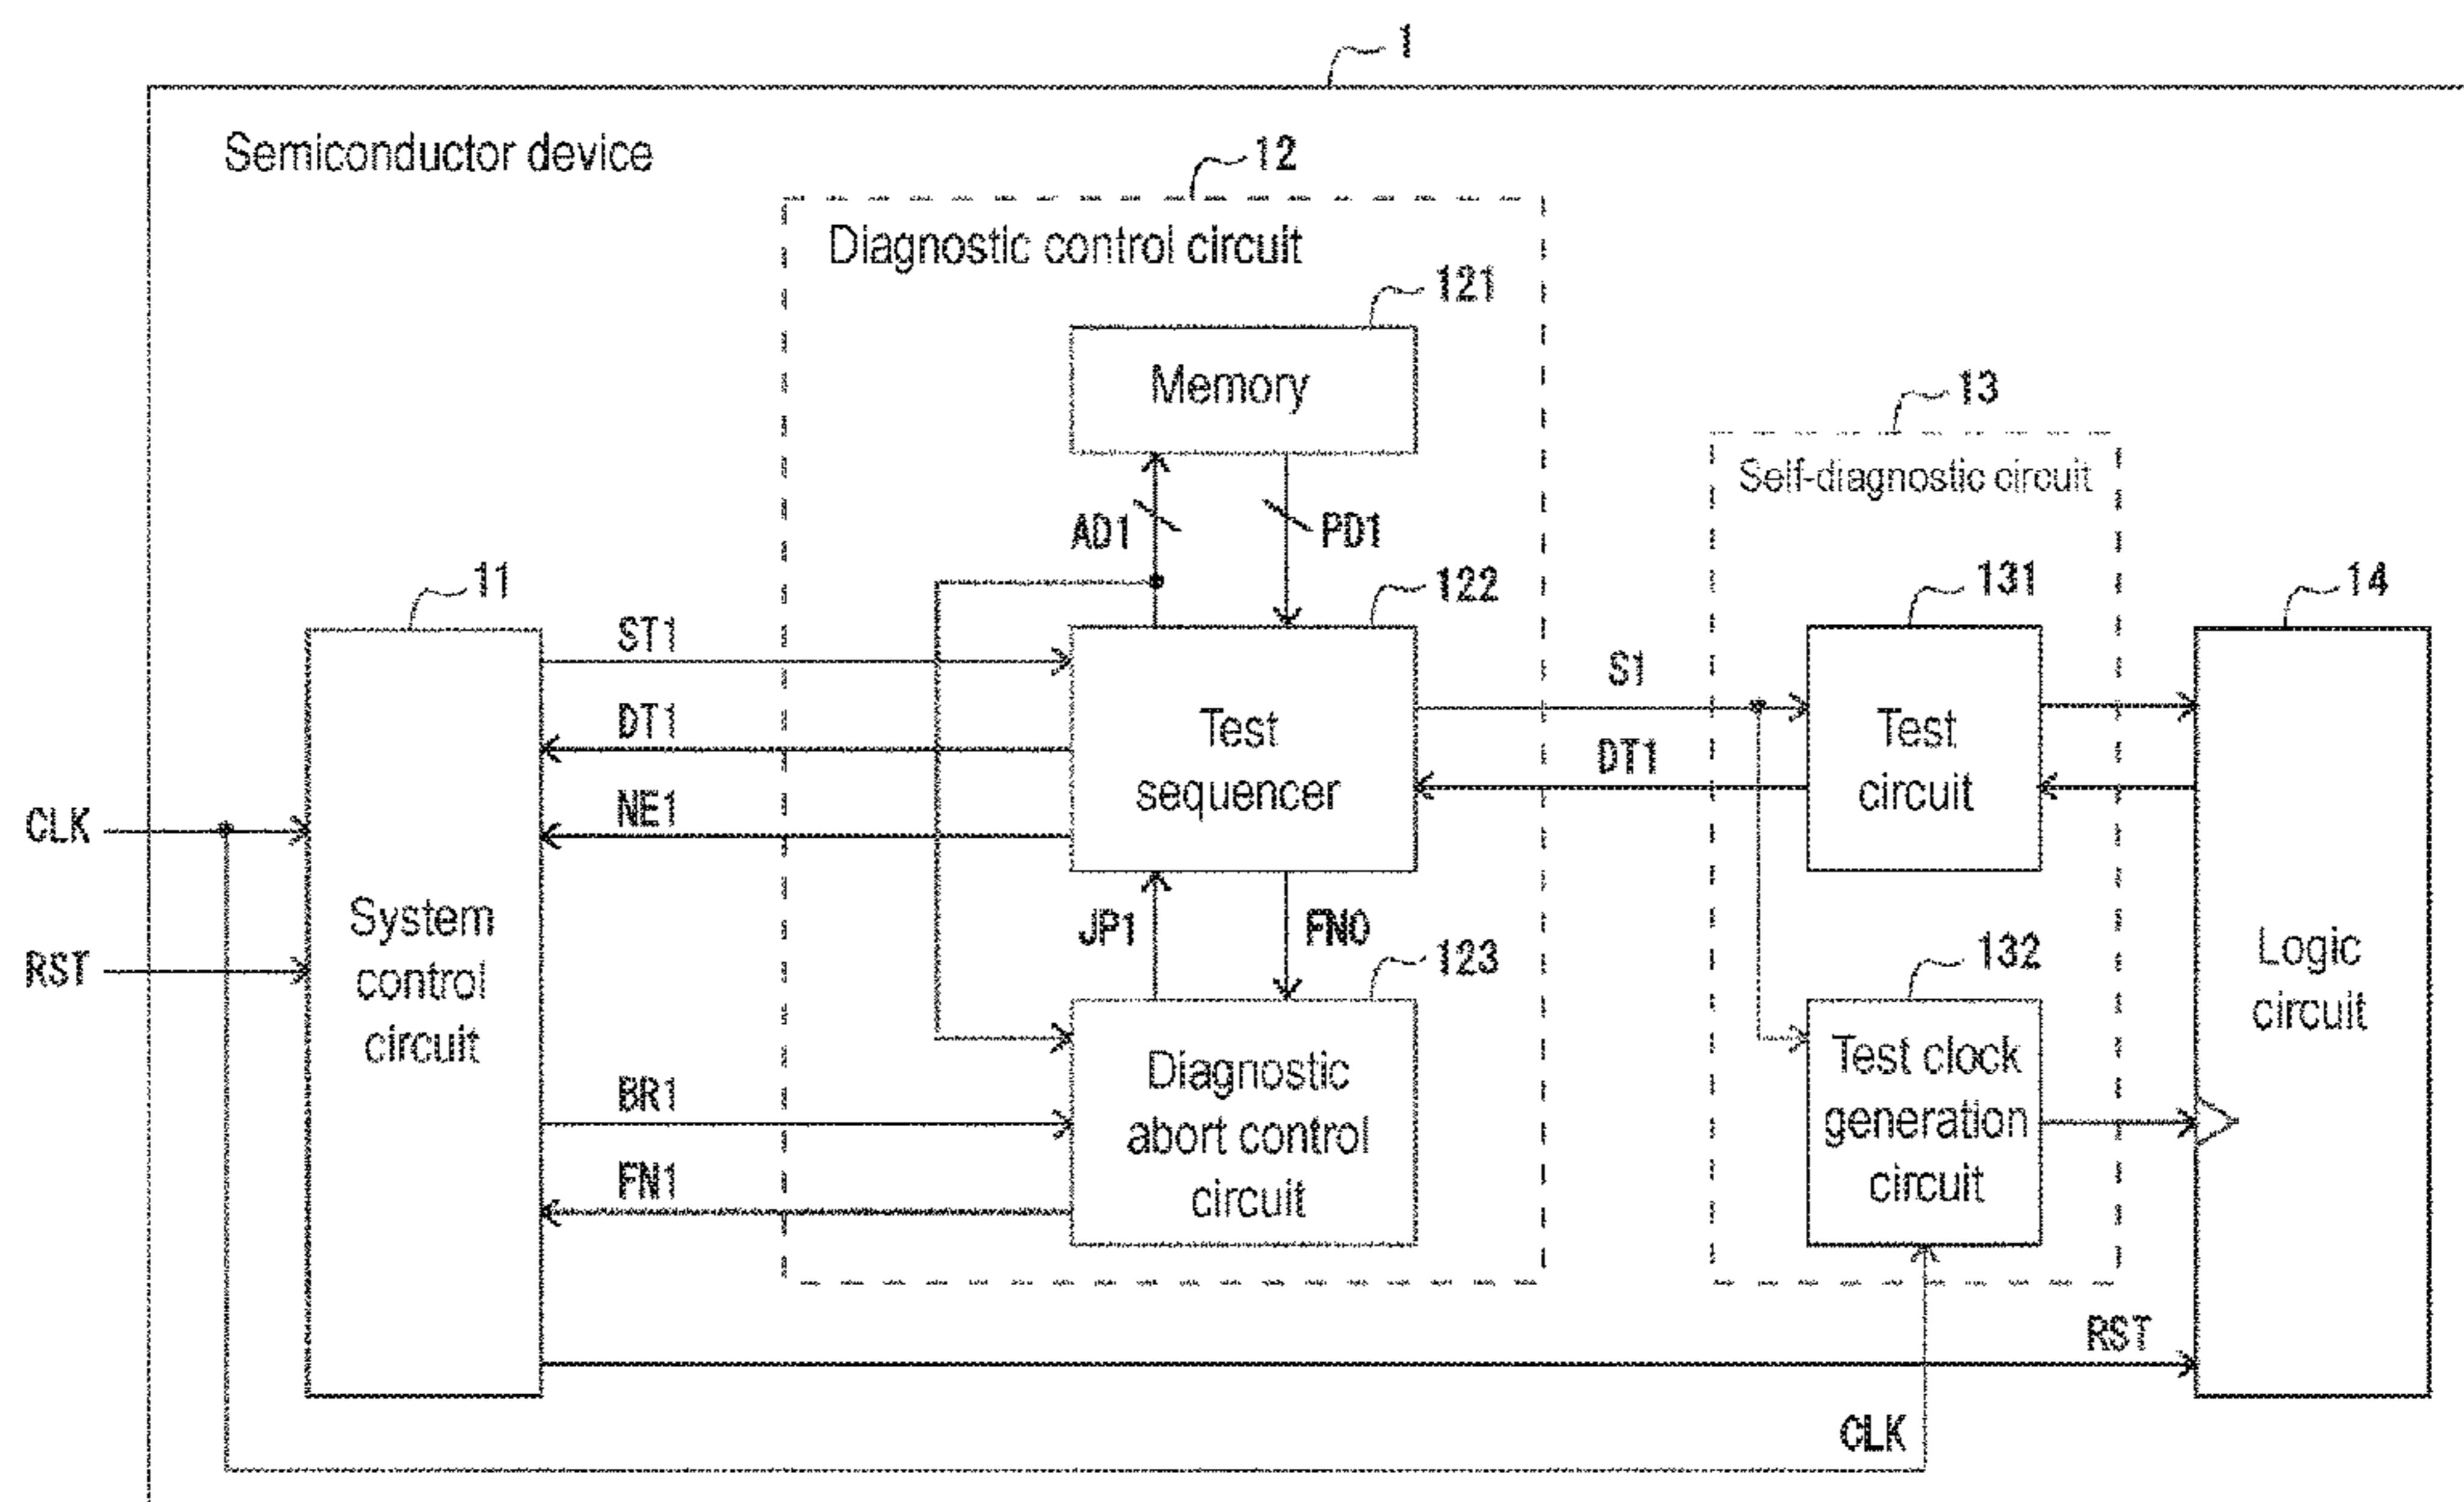 1
Semiconductor device
12
Diagnostic control circuit
121
Memory
13
Self-diagnostic circuit
AD1
PD1
11
122
131
14
ST1
S1
DT1
Test
sequencer
DT1
Test
circuit
NE1
CLK
System
control
circuit
JP1
FN0
123
132
Logic
circuit
RST
BR1
Diagnostic
abort control
circuit
Test clock
generation
circuit
FN1
RST
CLK